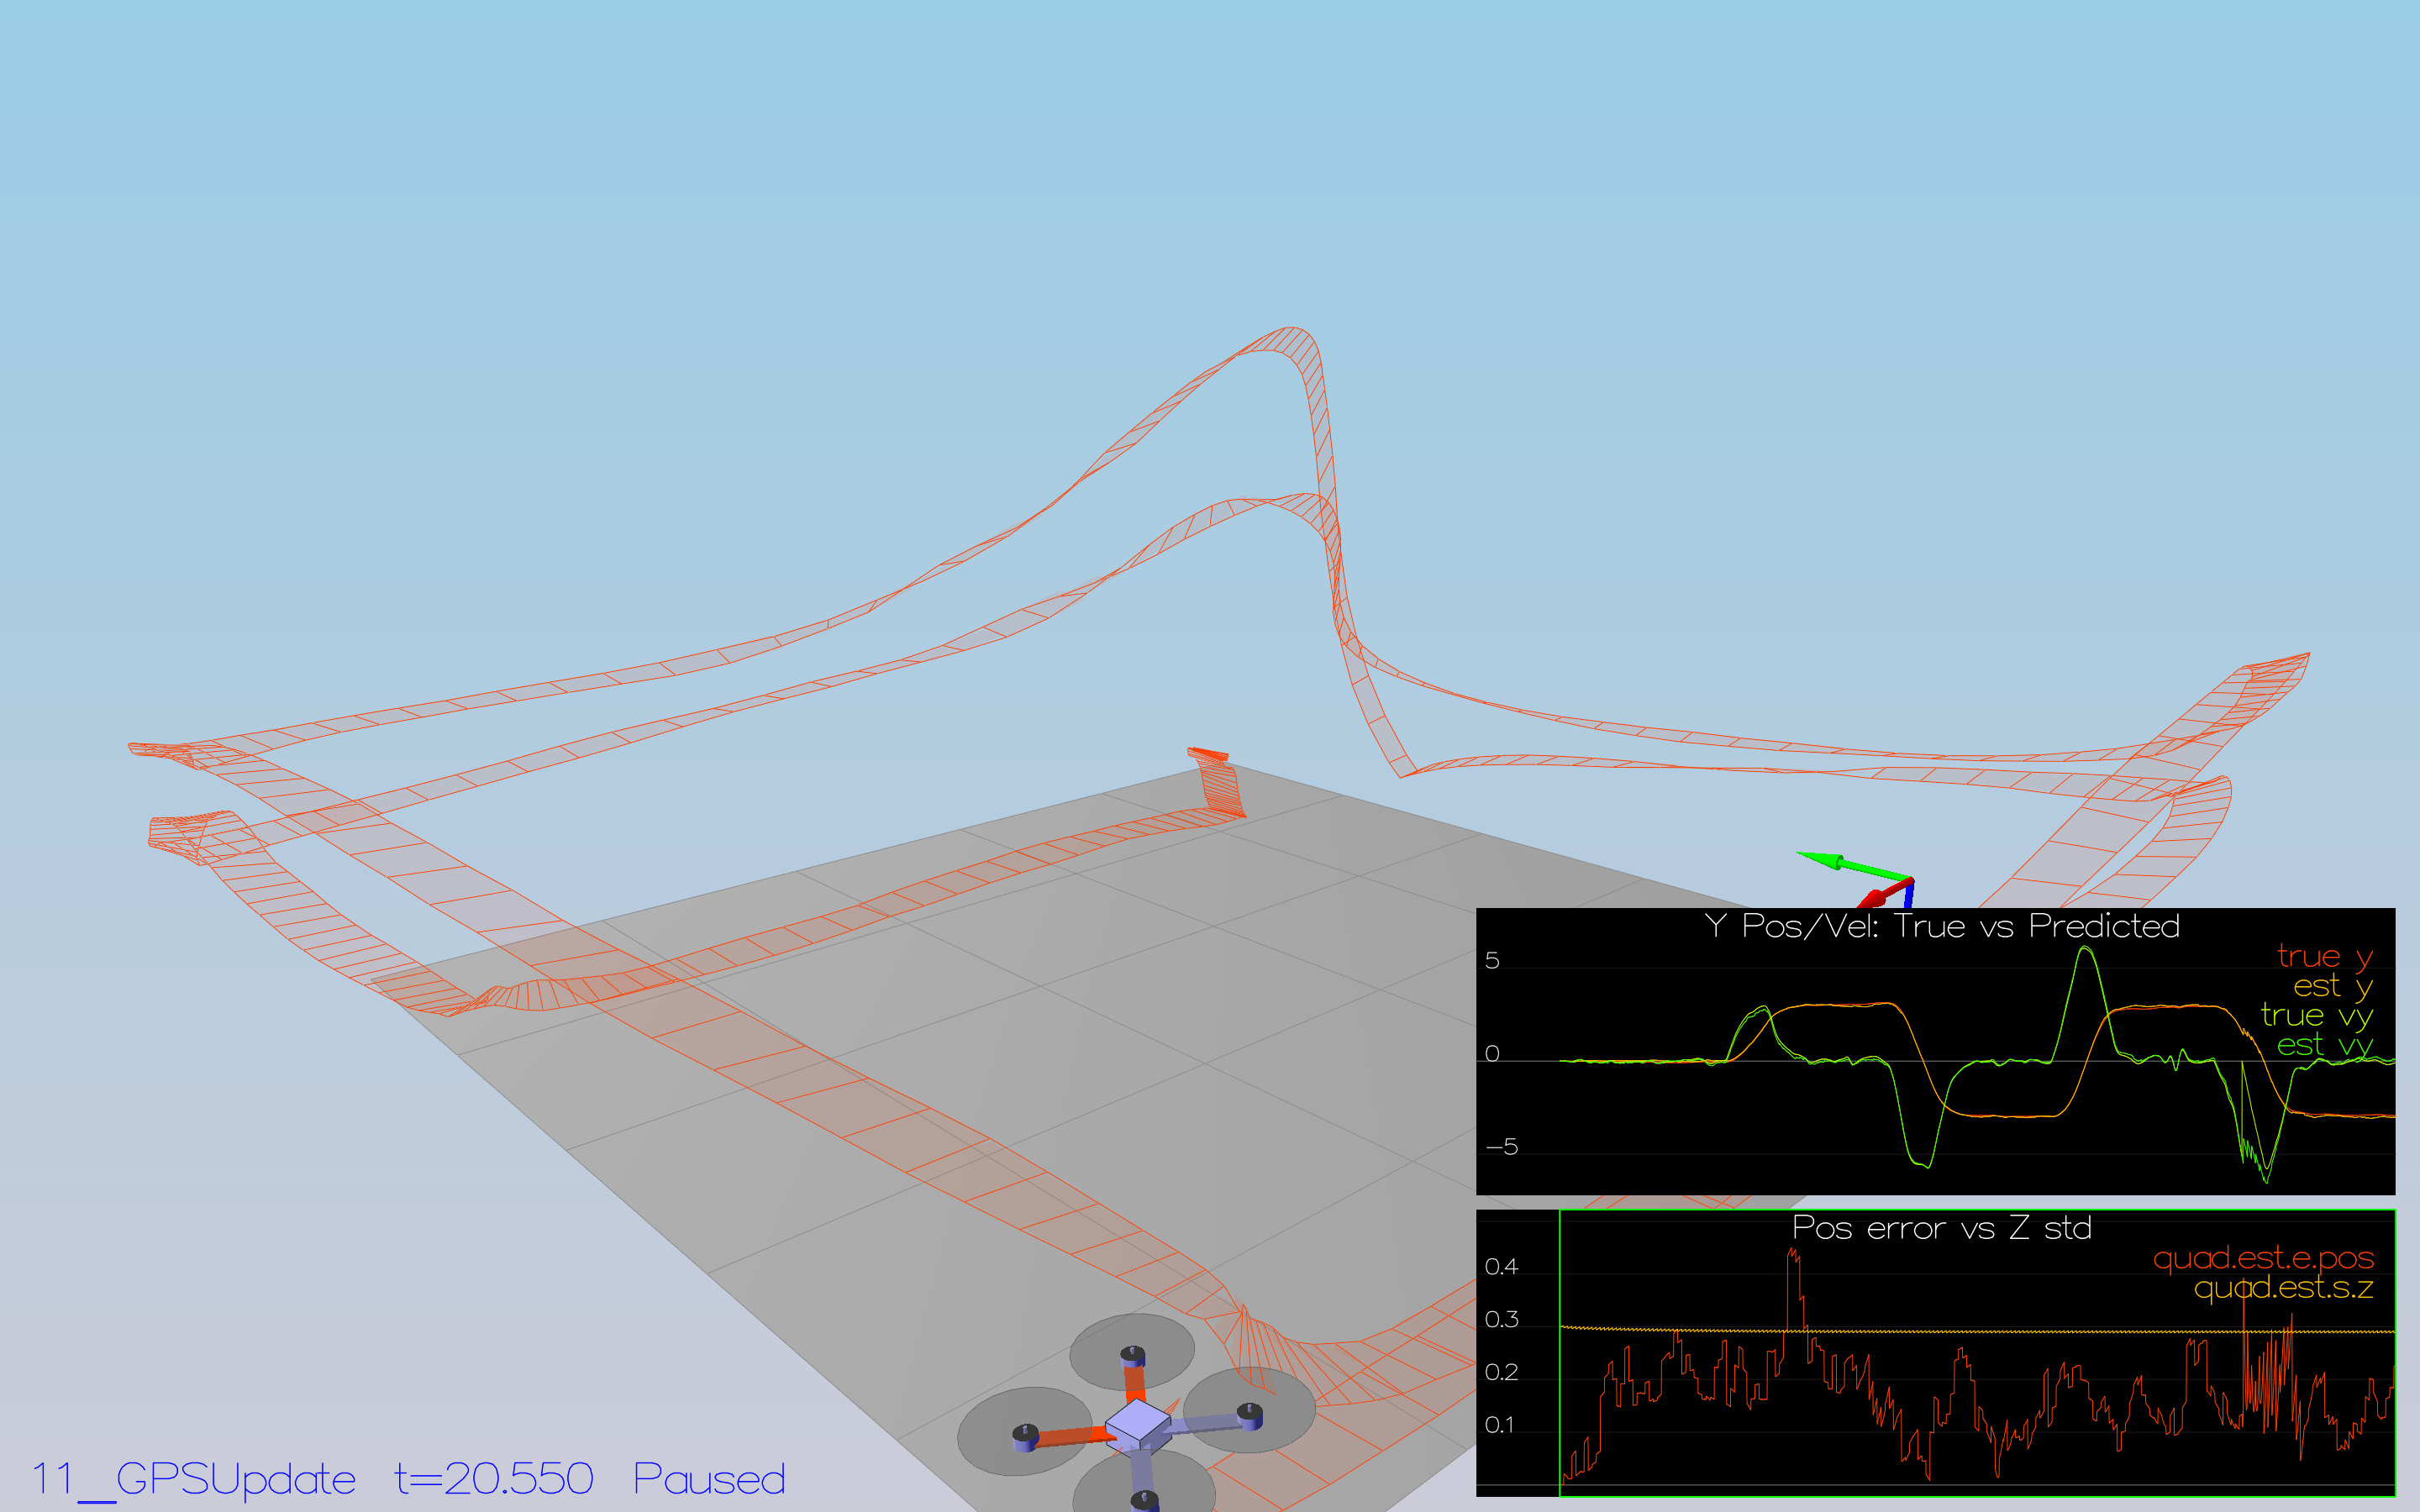 Y Pos/Vel: True vs Predicted
5
true y
est y
true vy
0
est vy
−5
Pos error vs Z std
quad.est.e.pos
0.4
quad.est.s.z
0.3
0.2
0.1
11_GPSUpdate t=20.550 Paused